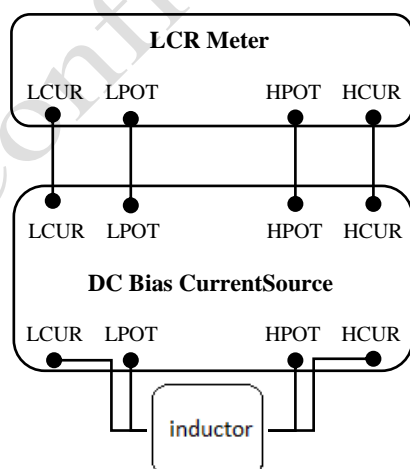 LCR Meter
LCUR LPOT HPOT HCUR
LCUR LPOT HPOT HCUR
DC Bias CurrentSource
LCUR LPOT HPOT HCUR
inductor